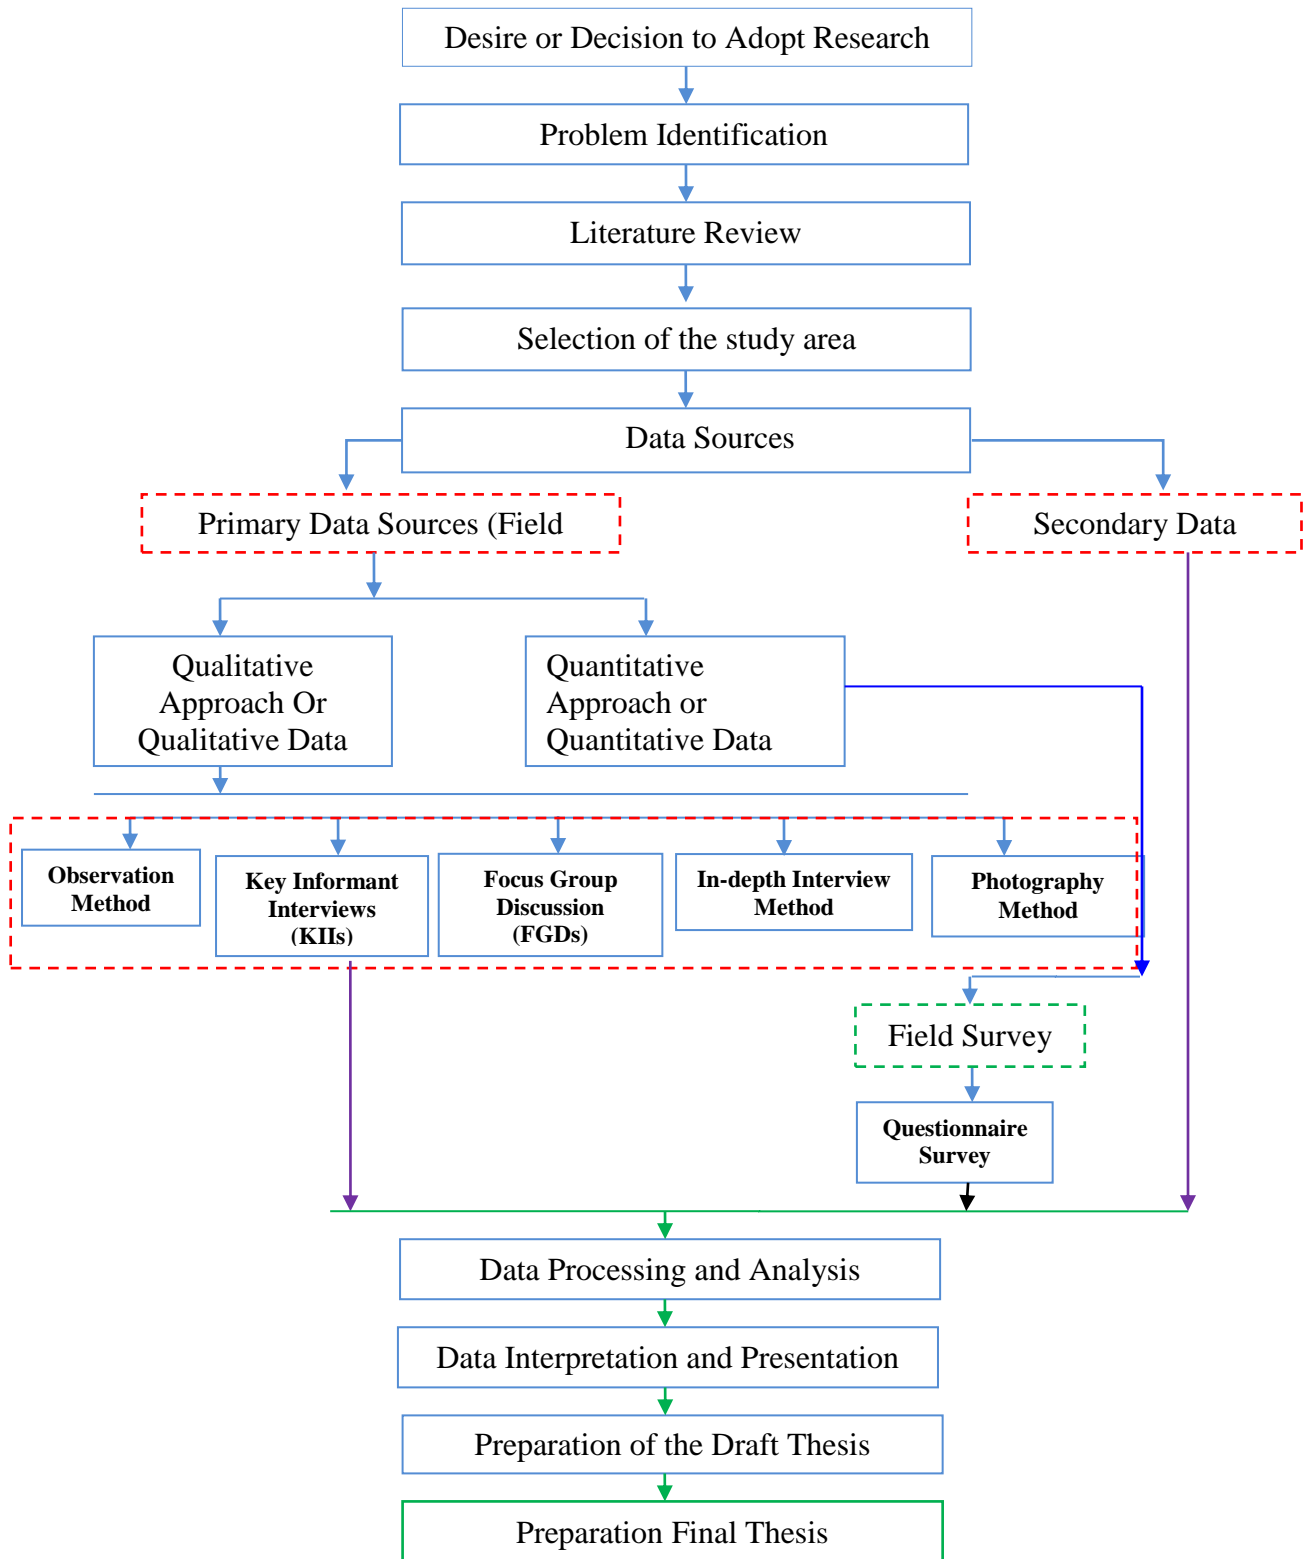 Desire or Decision to Adopt Research
Problem Identification
Literature Review
Selection of the study area
Data Sources
Primary Data Sources (Field
Secondary Data
Qualitative
Approach Or
Qualitative Data
Quantitative
Approach or
Quantitative Data
Observation
Method
Key Informant
Interviews
(KIIs)
Focus Group
Discussion
(FGDs)
In-depth Interview
Method
Photography
Method
Field Survey
Questionnaire
Survey
Data Processing and Analysis
Data Interpretation and Presentation
Preparation of the Draft Thesis
Preparation Final Thesis